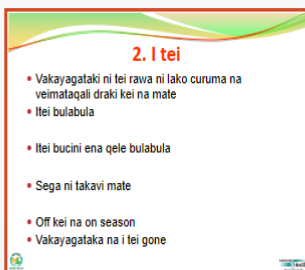 2. I tei
• Vakayagataki ni tei rawa ni lako curuma na
veimataqali draki kei na mate
• Itei bulabula
• Itei bucini ena qele bulabula
• Sega ni takavi mate
• Off kei na on season
• Vakayagataka na i tei gone